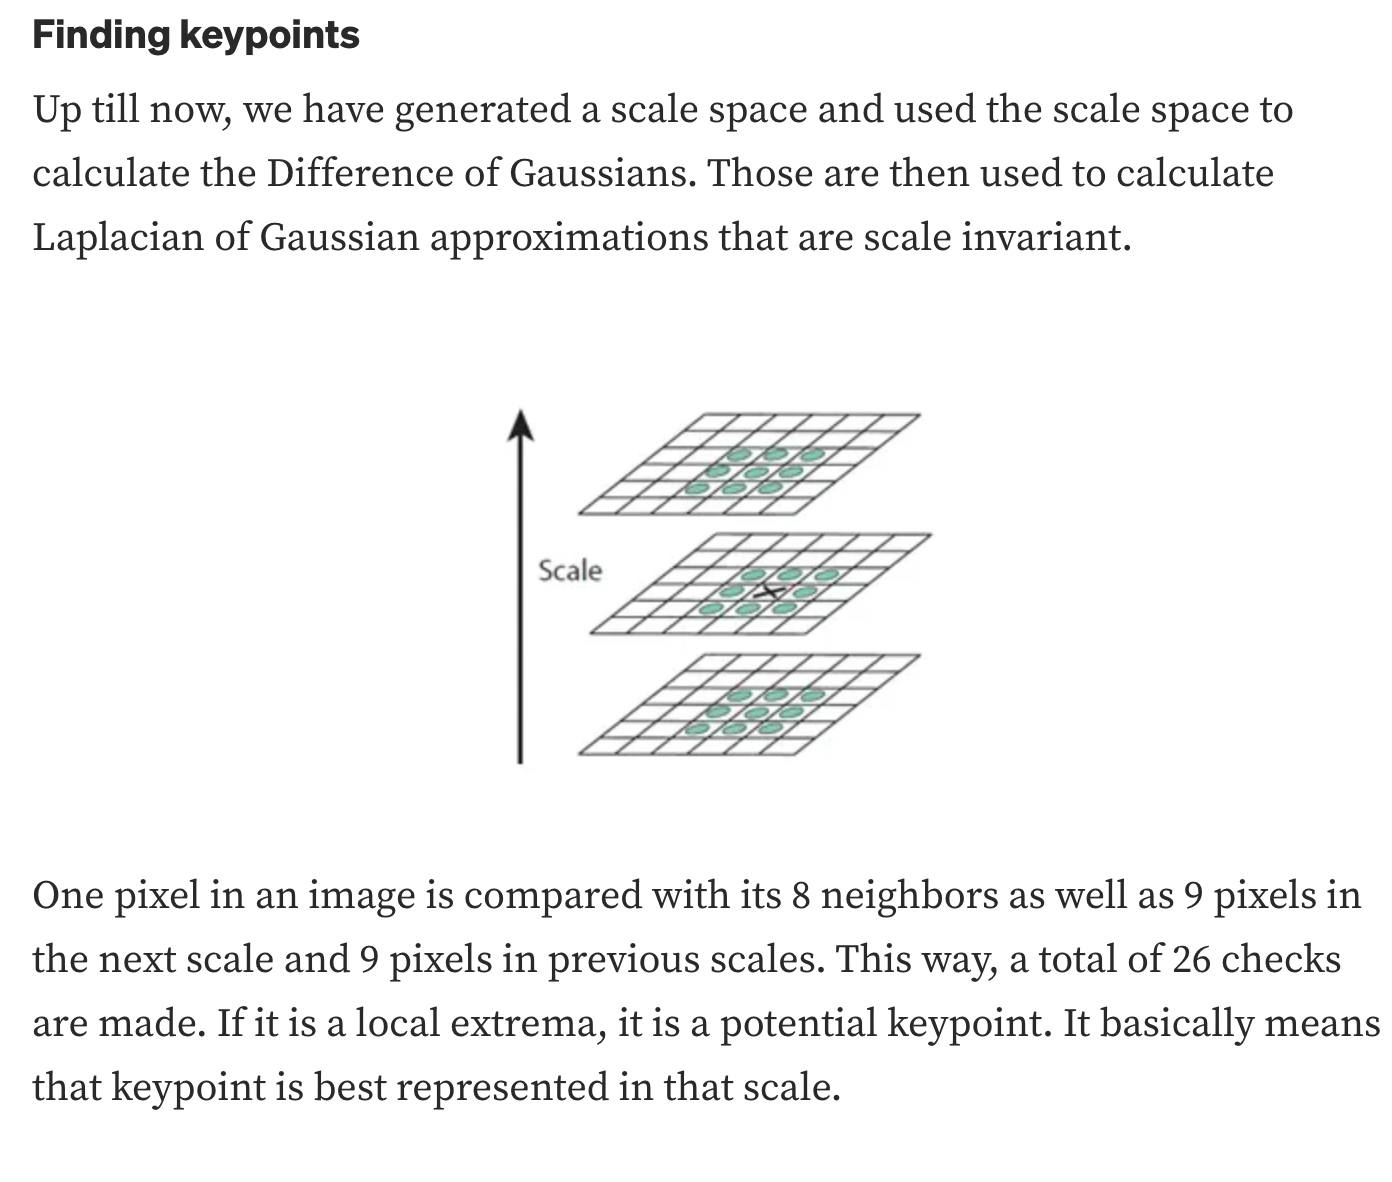 Finding keypoints
Up till now, we have generated a scale space and used the scale space to
calculate the Difference of Gaussians. Those are then used to calculate
Laplacian of Gaussian approximations that are scale invariant.
Scale
One pixel in an image is compared with its 8 neighbors as well as 9 pixels in
the next scale and 9 pixels in previous scales. This way, a total of 26 checks
are made. If it is a local extrema, it is a potential keypoint. It basically means
that keypoint is best represented in that scale.